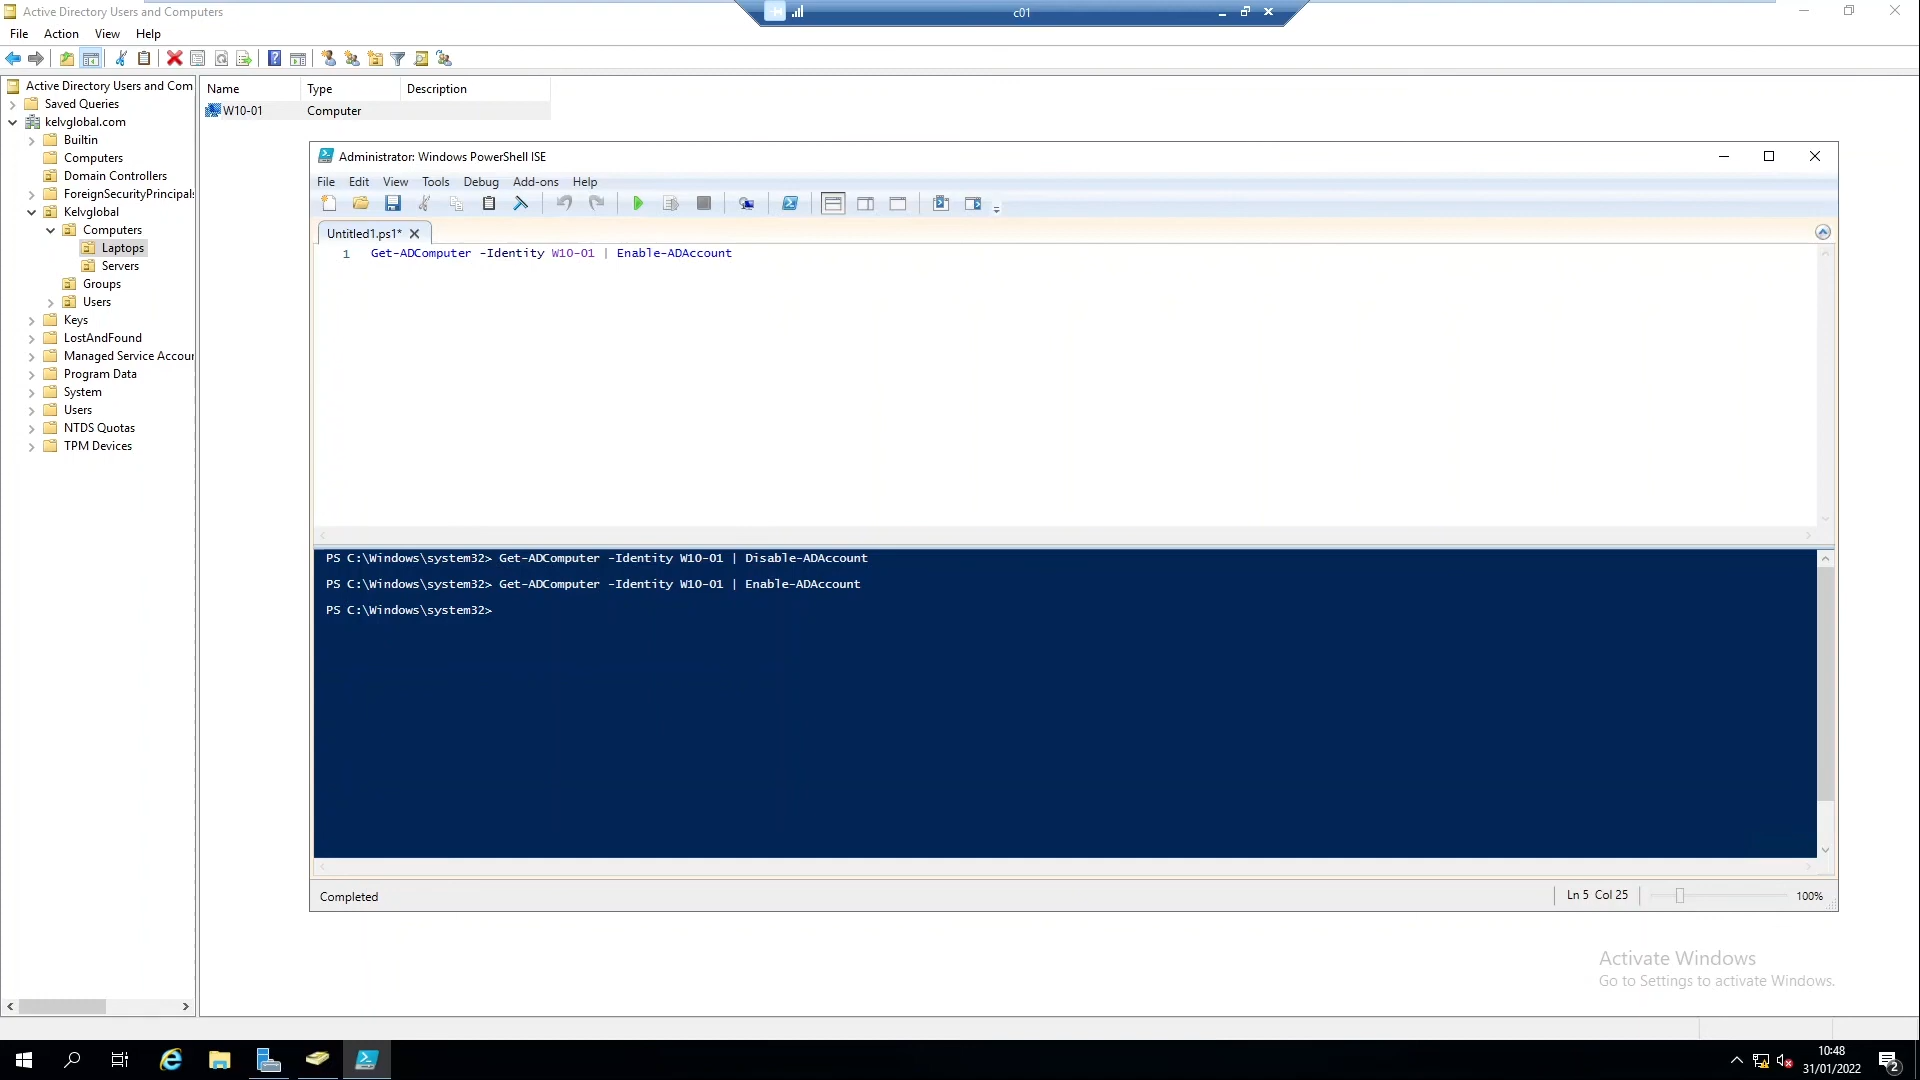 Active Directory Users and Computers
c01
File Action View Help
Active Directory Users and Com
Saved Queries
kelvglobal.com
Builtin
Computers
Domain Controllers
ForeignSecurityPrincipals
Kelvglobal
Computers
Laptops
Servers
Groups
Users
Keys
LostAndFound
Managed Service Accour
Program Data
System
Users
NTDS Quotas
TPM Devices
Name Type Description
W10-01 Computer
Administrator: Windows PowerShell ISE
File Edit View Tools Debug Add-ons Help
Untitled1.ps1*
1 Get-ADComputer -Identity W10-01 | Enable-ADAccount
PS C:\Windows\system32> Get-ADComputer -Identity W10-01 | Disable-ADAccount
PS C:\Windows\system32> Get-ADComputer -Identity W10-01 | Enable-ADAccount
PS C:\Windows\system32>
Completed
Ln 5 Col 25
100%
Activate Windows
Go to Settings to activate Windows.
10:48
31/01/2022
2